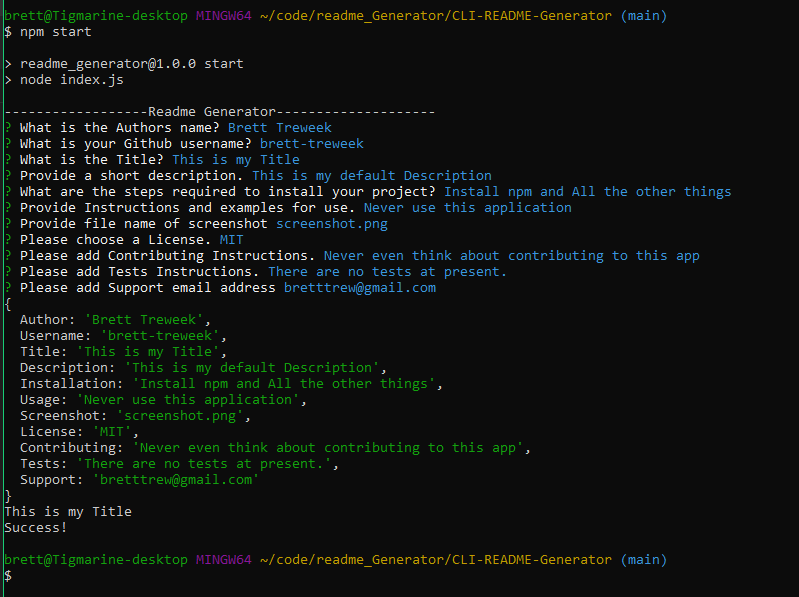 brett@Tigmarine-desktop MINGW64 ~/code/readme_Generator/CLI-README-Generator (main)
$ npm start
> readme_generator@1.0.0 start
> node index.js
------------------Readme Generator--------------------
? What is the Authors name? Brett Treweek
? What is your Github username? brett-treweek
? What is the Title? This is my Title
? Provide a short description. This is my default Description
? What are the steps required to install your project? Install npm and All the other things
? Provide Instructions and examples for use. Never use this application
? Provide file name of screenshot screenshot.png
? Please choose a License. MIT
? Please add Contributing Instructions. Never even think about contributing to this app
? Please add Tests Instructions. There are no tests at present.
? Please add Support email address bretttrew@gmail.com
{
  Author: 'Brett Treweek',
  Username: 'brett-treweek',
  Title: 'This is my Title',
  Description: 'This is my default Description',
  Installation: 'Install npm and All the other things',
  Usage: 'Never use this application',
  Screenshot: 'screenshot.png',
  License: 'MIT',
  Contributing: 'Never even think about contributing to this app',
  Tests: 'There are no tests at present.',
  Support: 'bretttrew@gmail.com'
}
This is my Title
Success!
brett@Tigmarine-desktop MINGW64 ~/code/readme_Generator/CLI-README-Generator (main)
$